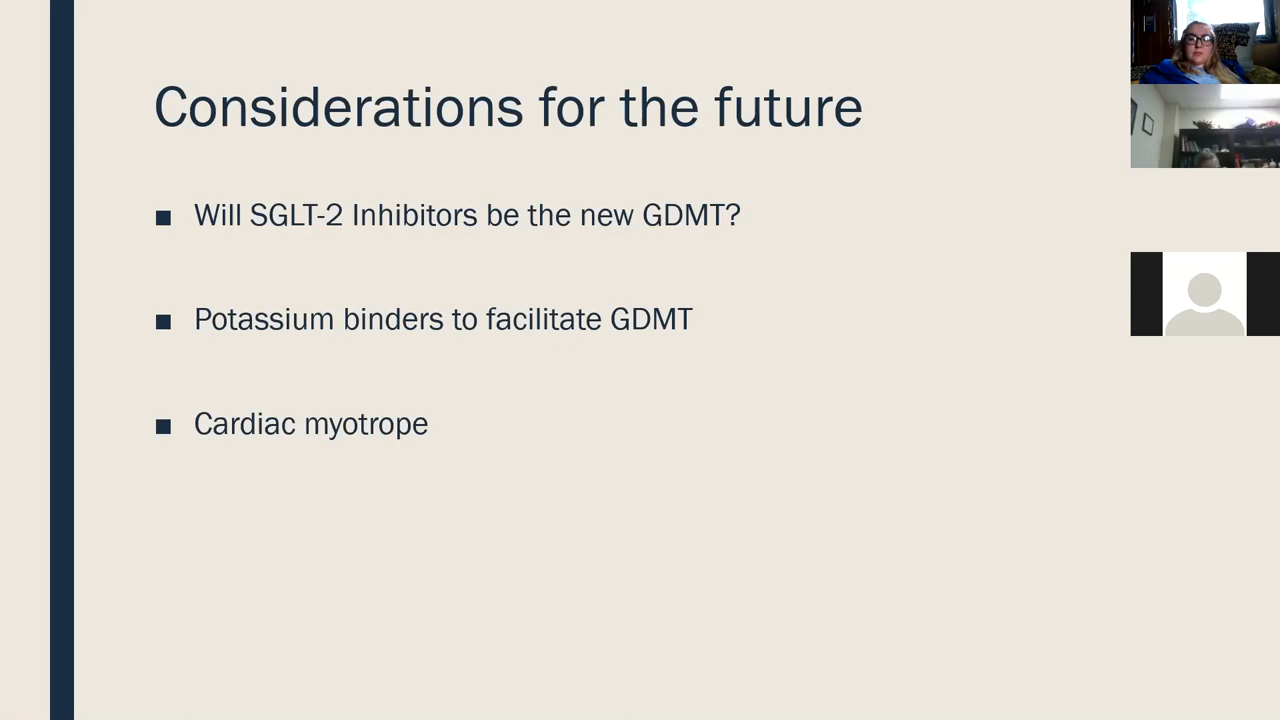 Considerations for the future
■ Will SGLT-2 Inhibitors be the new GDMT?
■ Potassium binders to facilitate GDMT
■ Cardiac myotrope